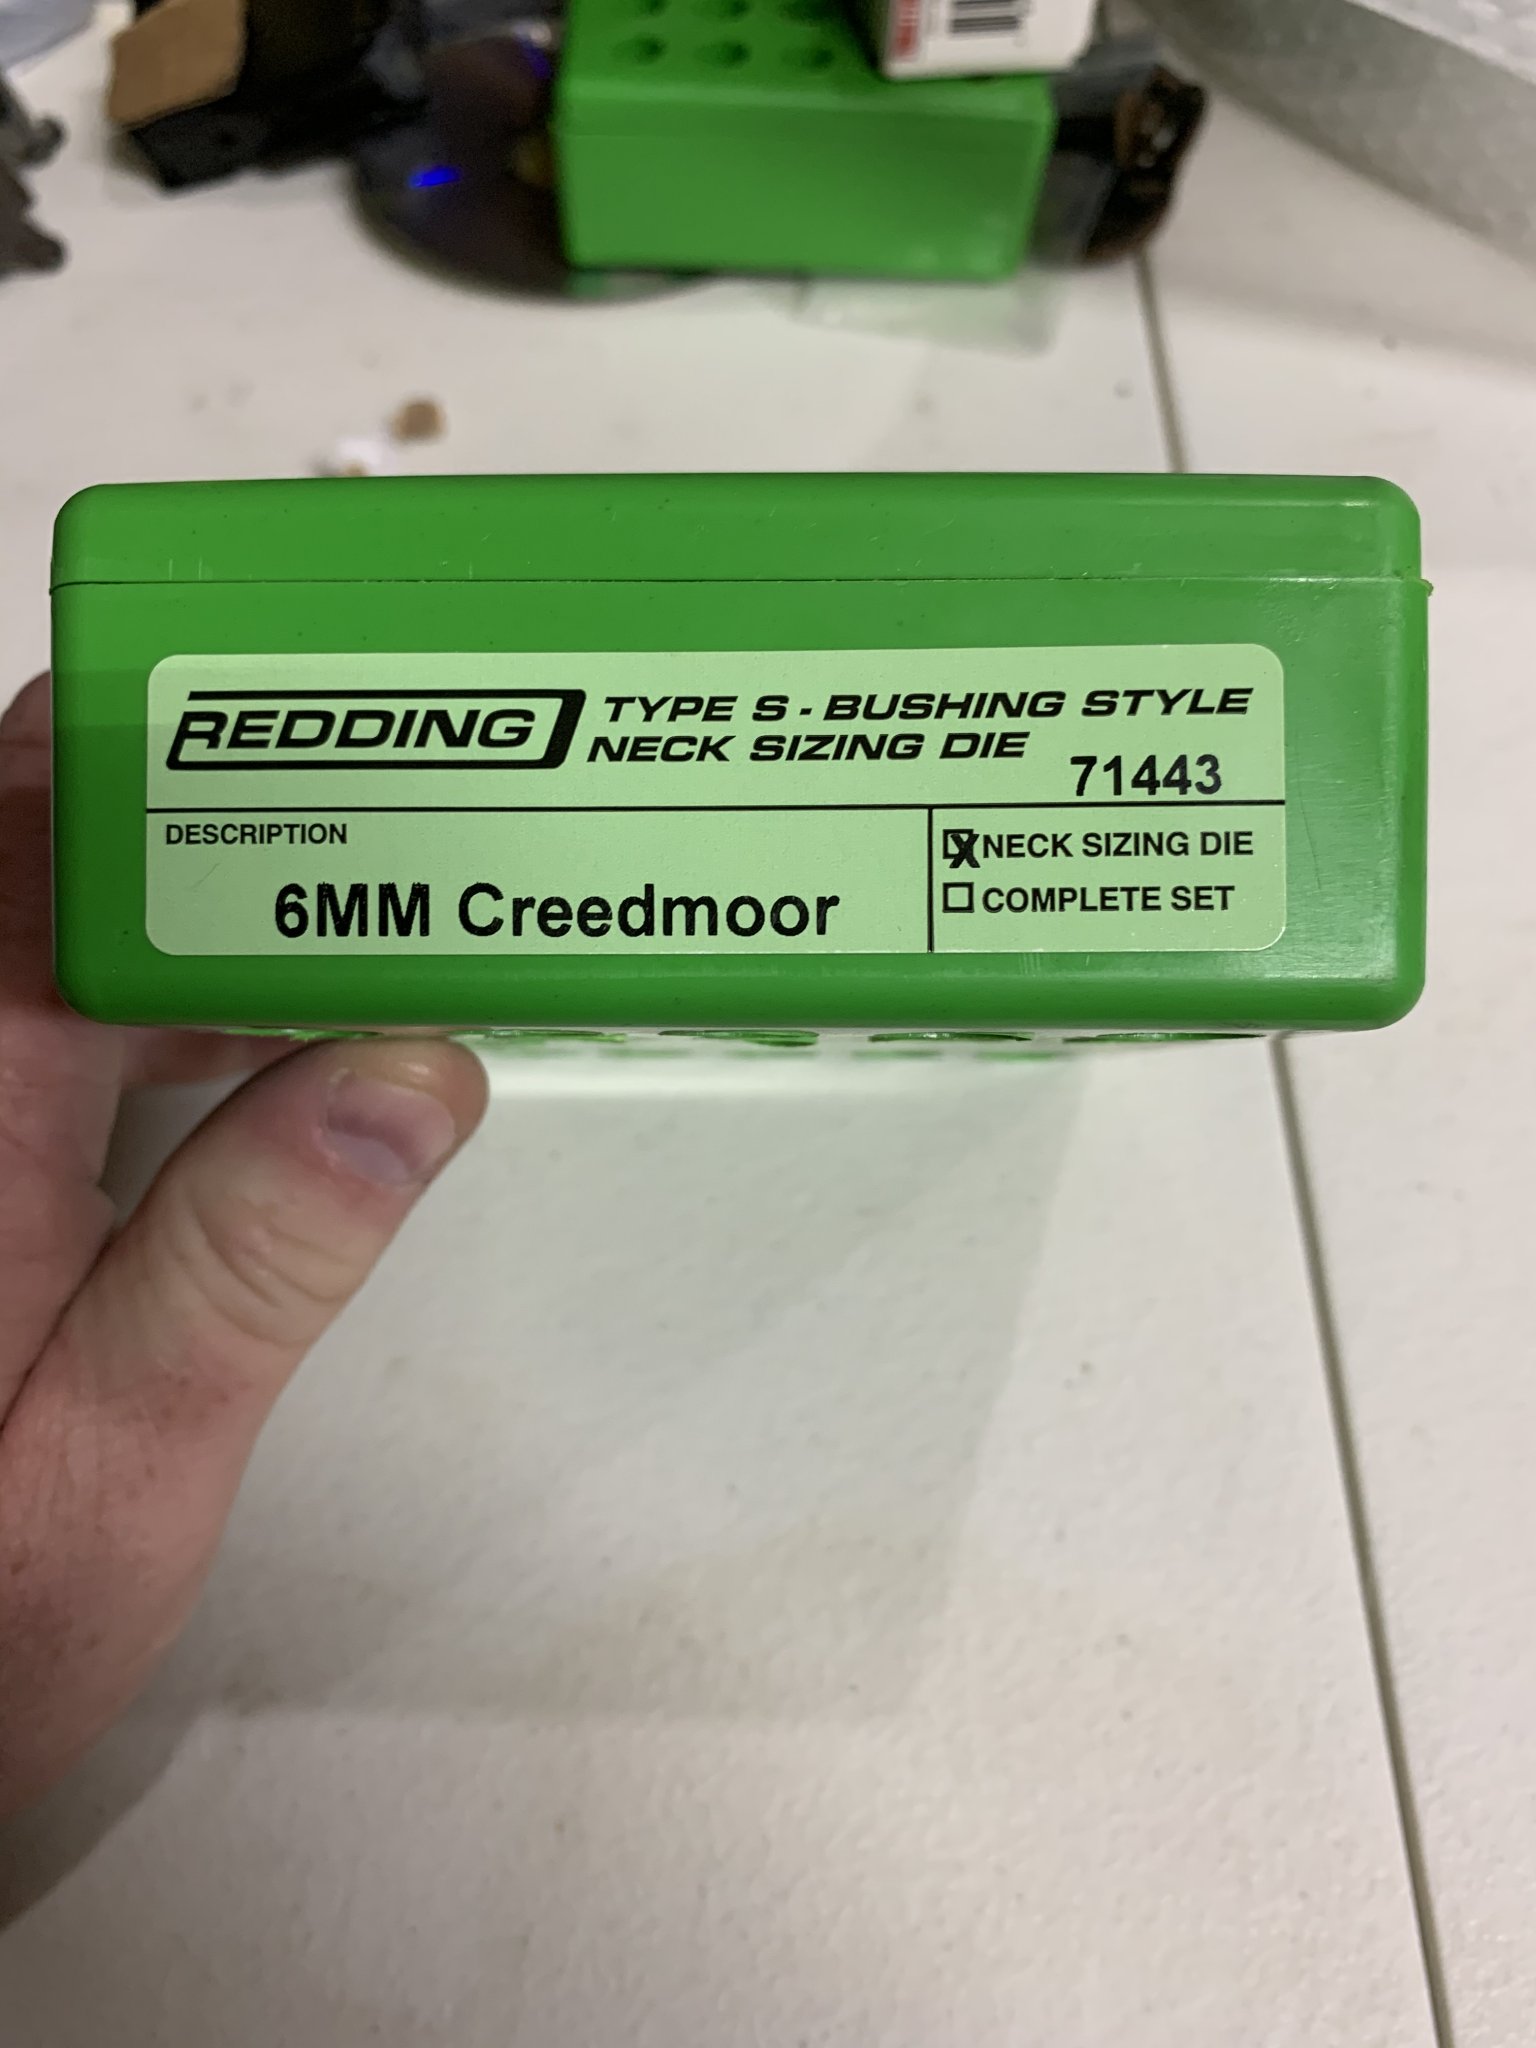 REDDING
TYPE S - BUSHING STYLE
NECK SIZING DIE
71443
DESCRIPTION
6MM Creedmoor
X NECK SIZING DIE
COMPLETE SET